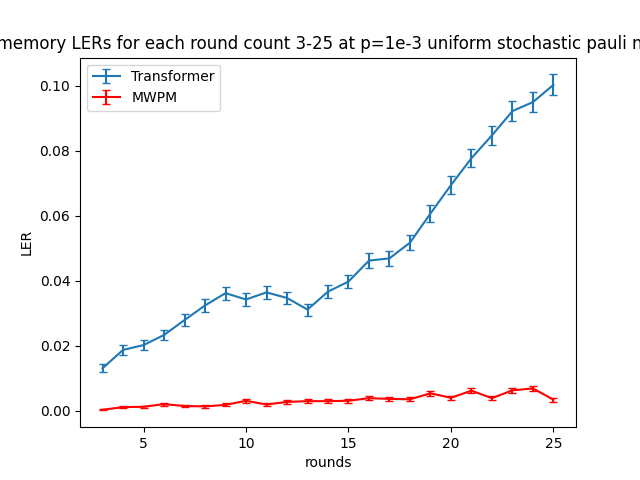 memory LERs for each round count 3-25 at p=1e-3 uniform stochastic pauli
Transformer
MWPM
0.10
0.08
0.06
0.04
0.02
0.00
LER
5
10
15
20
25
rounds